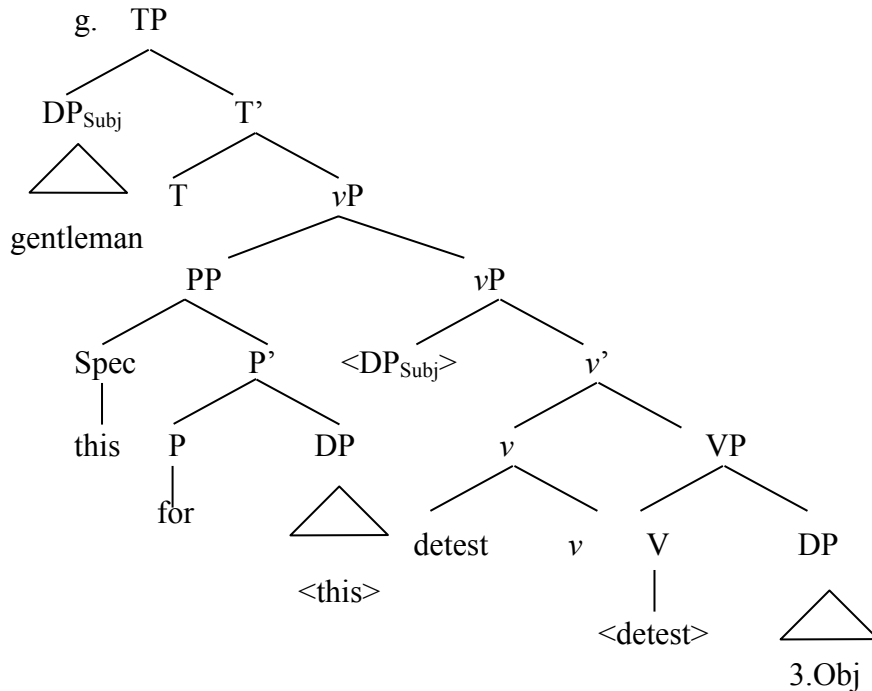 g. TP
DPSubj T’
T vP
gentleman
PP vP
Spec P’ <DPSubj> v’
this P DP v VP
for
detest v V DP
<this>
<detest>
3.Obj